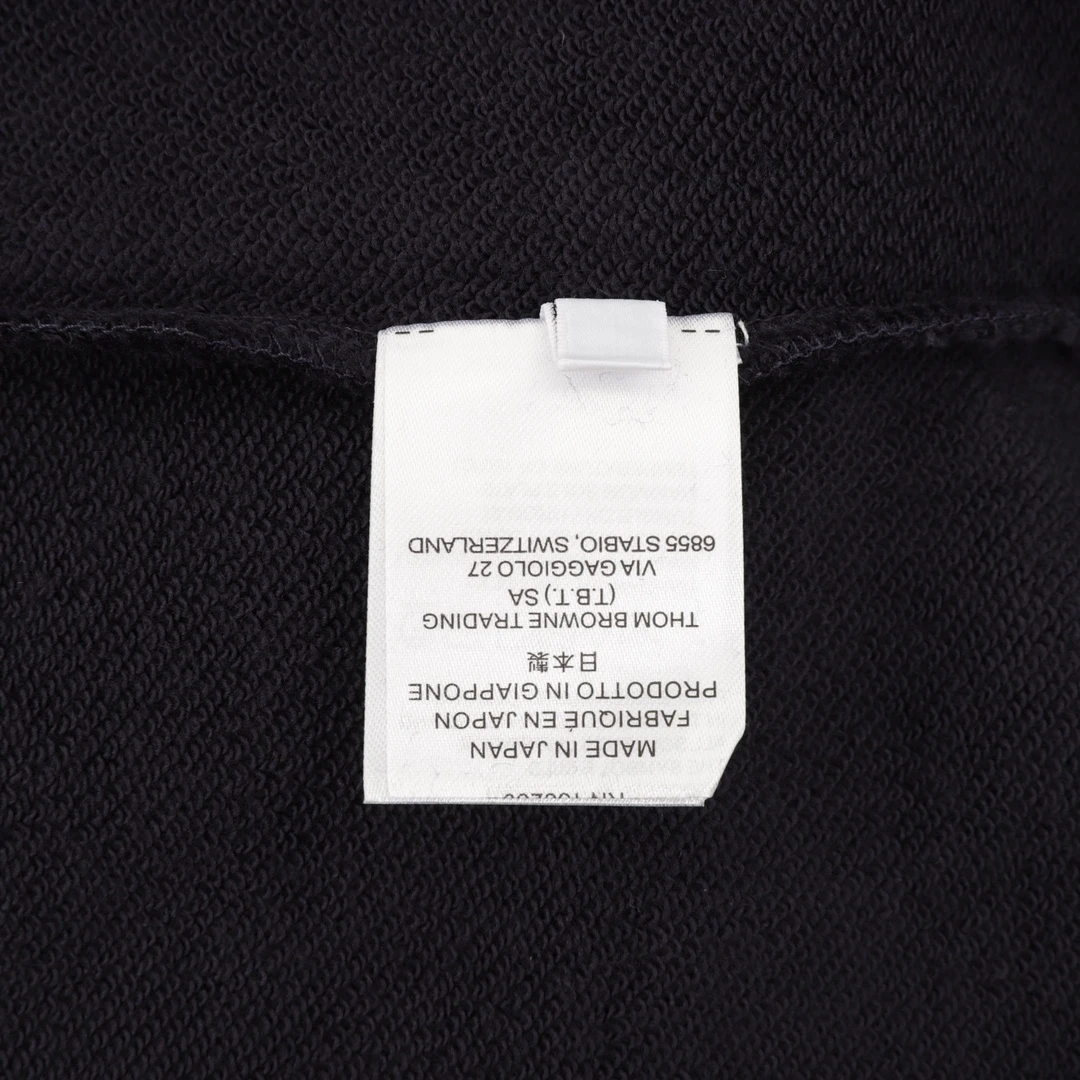 MADE IN JAPAN
FABRIQUÉ EN JAPON
PRODOTTO IN GIAPPONE
日本製
THOM BROWNE TRADING
(T.B.T.) SA
VIA GAGGIOLO 27
6855 STABIO, SWITZERLAND